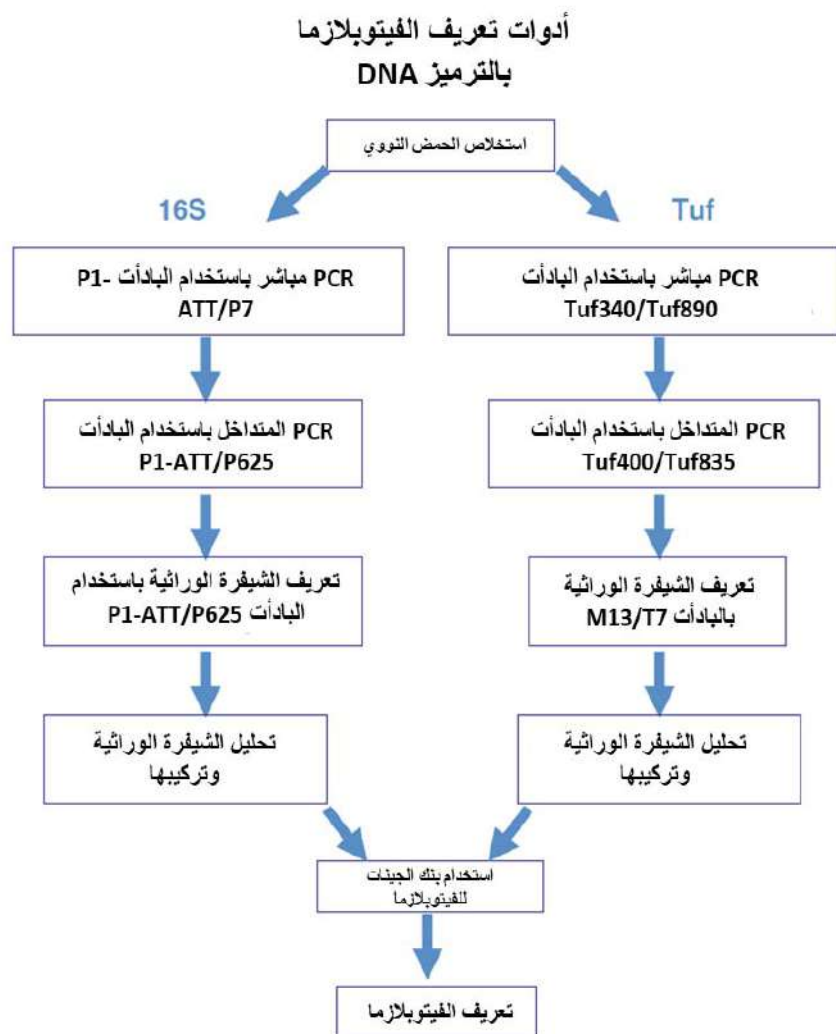 أدوات تعريف الفيتوبلازما
بالترميز DNA
استخلاص الحمض النووي
16S
Tuf
PCR مباشر باستخدام البادأت P1-
ATT/P7
PCR مباشر باستخدام البادأت
Tuf340/Tuf890
PCR المتداخل باستخدام البادأت
P1-ATT/P625
PCR المتداخل باستخدام البادأت
Tuf400/Tuf835
تعريف الشيفرة الوراثية باستخدام
البادأت P1-ATT/P625
تعريف الشيفرة الوراثية
بالبادأت M13/T7
تحليل الشيفرة الوراثية
وتركيبها
تحليل الشيفرة الوراثية
وتركيبها
استخدام بنك الجينات
للفيتوبلازما
تعريف الفيتوبلازما